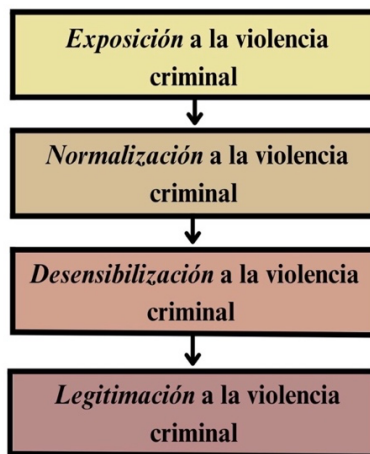 Exposición a la violencia
criminal
Normalización a la violencia
criminal
Desensibilización a la violencia
criminal
Legitimación a la violencia
criminal